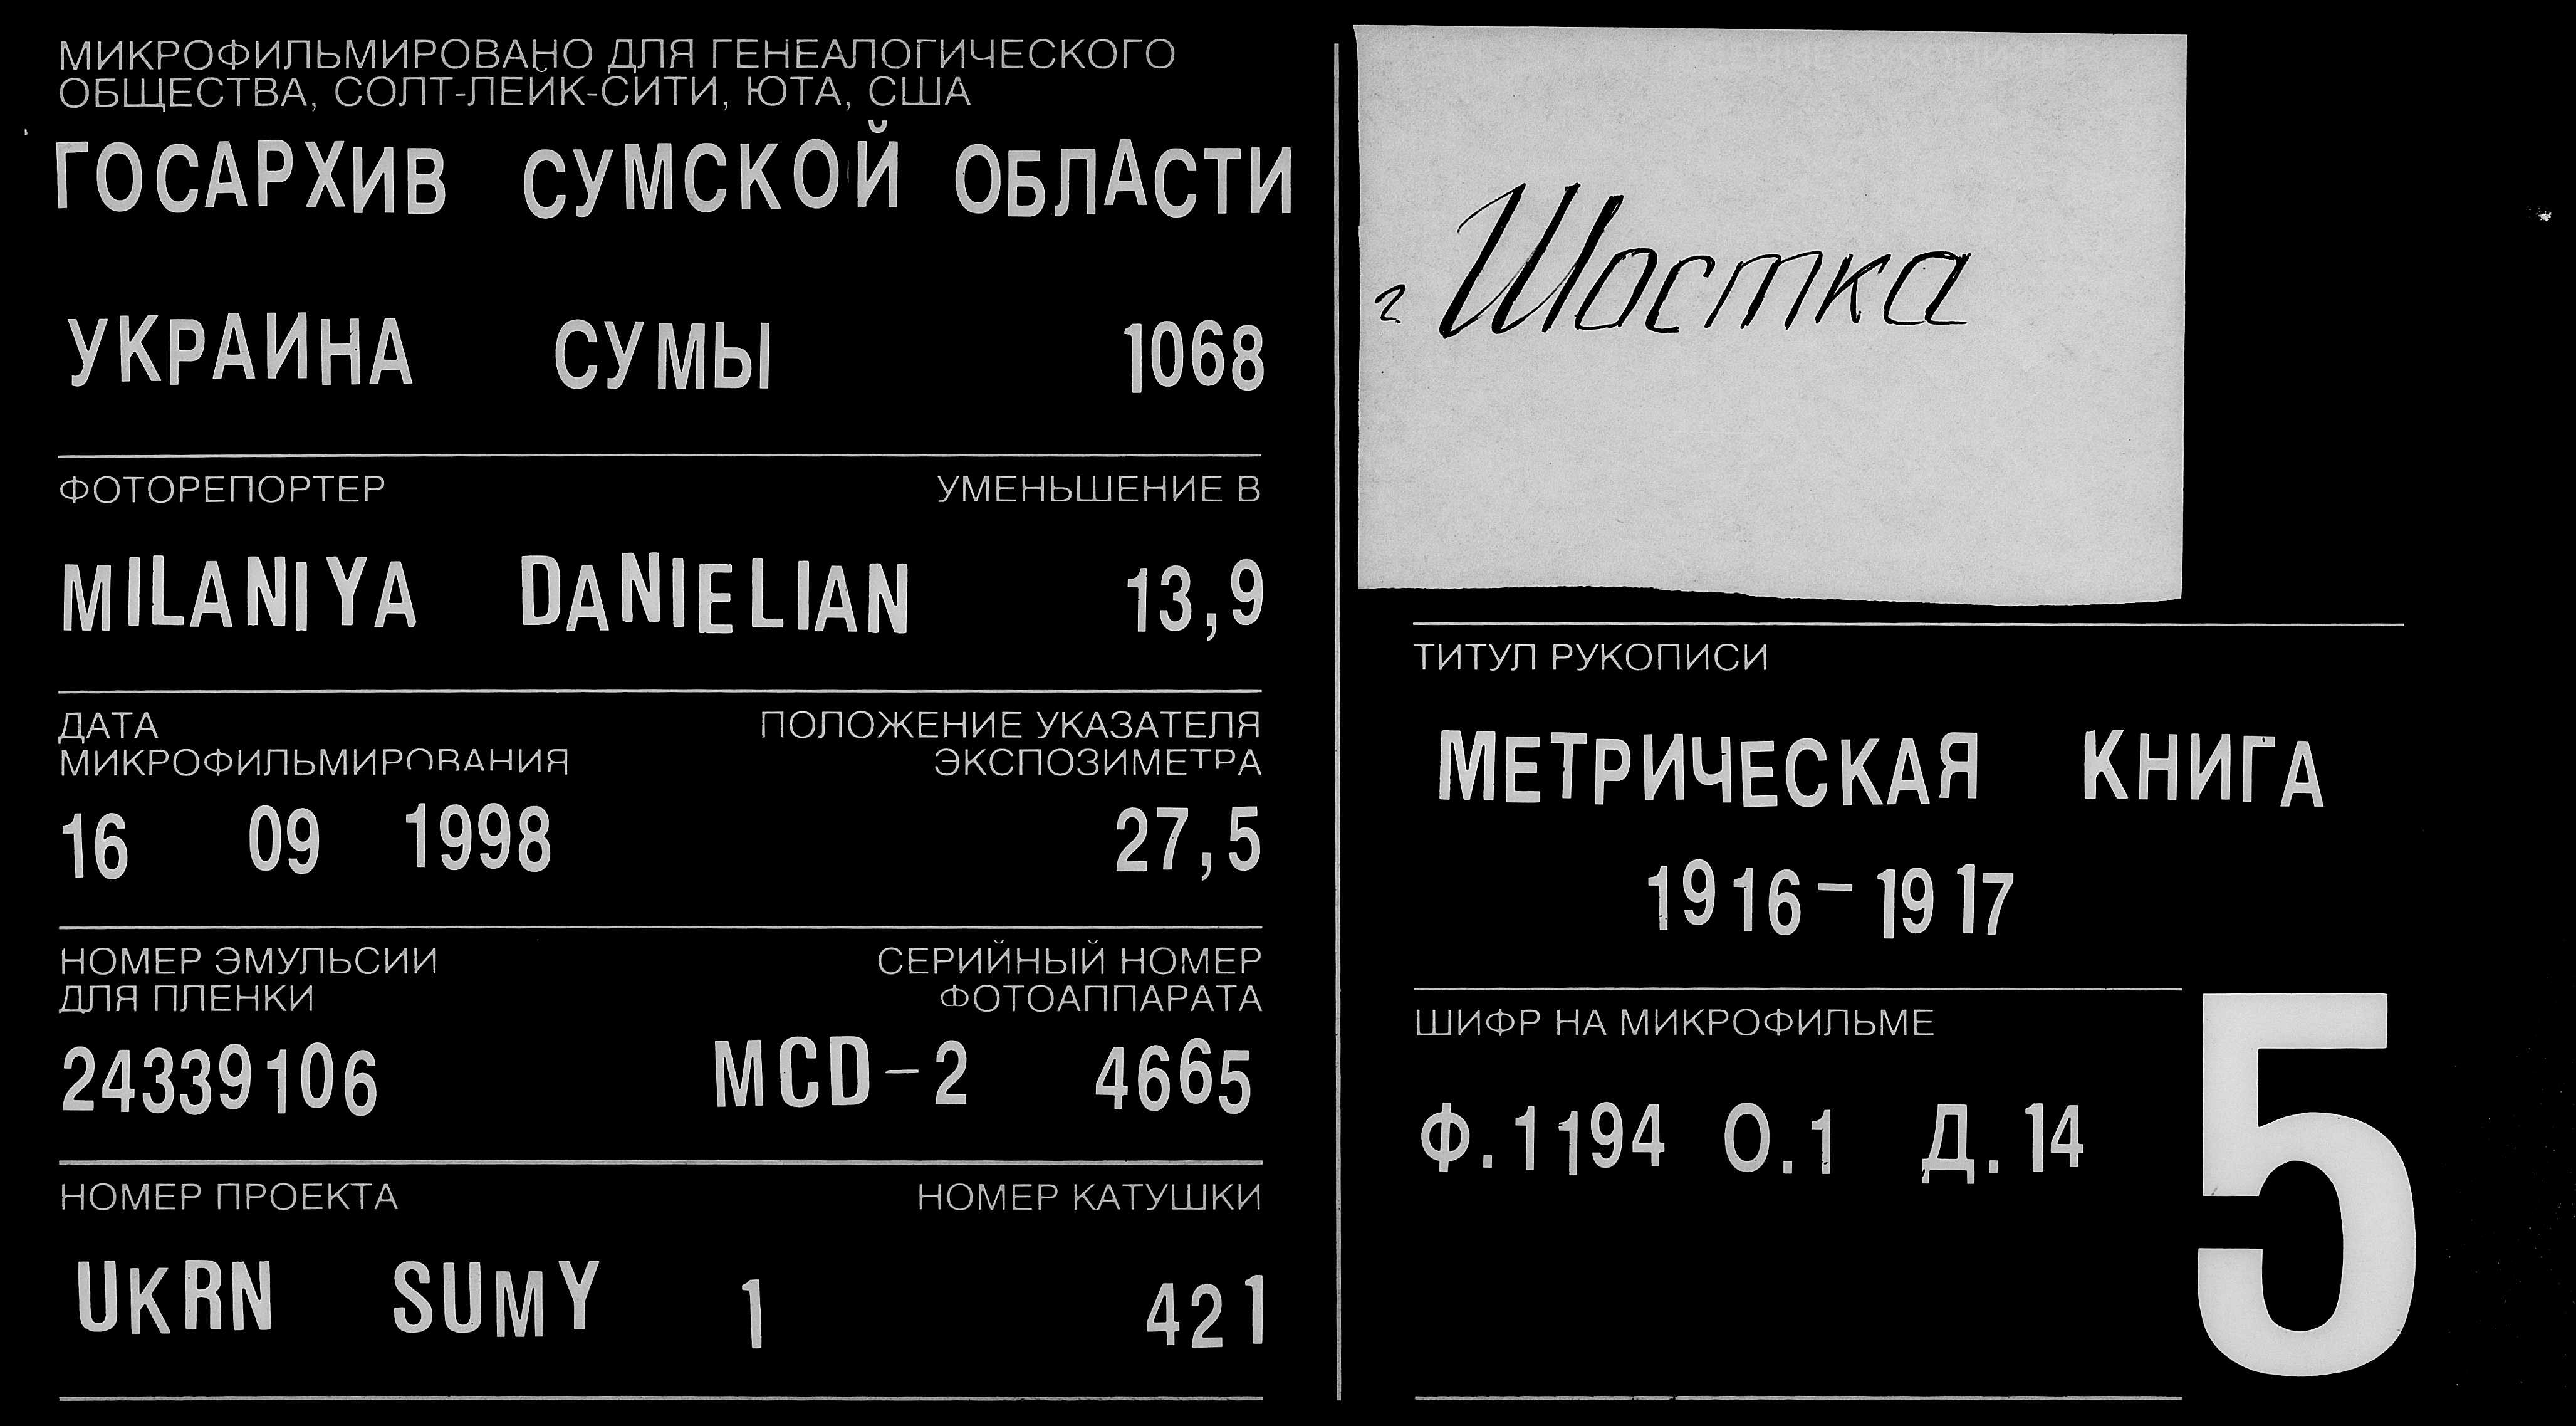 МИКРОФИЛЬМИРОВАНО ДЛЯ ГЕНЕАЛОГИЧЕСКОГО
ОБЩЕСТВА, СОЛТ-ЛЕЙК-СИТИ, ЮТА, США
ГОСАРХИВ СУМСКОЙ ОБЛАСТИ
УКРАИНА СУМЫ 1068
ФОТОРЕПОРТЕР УМЕНЬШЕНИЕ В
MILANIYA DANIELIAN 13,9
ДАТА ПОЛОЖЕНИЕ УКАЗАТЕЛЯ
МИКРОФИЛЬМИРОВАНИЯ ЭКСПОЗИМЕТРА
16 09 1998 27,5
НОМЕР ЭМУЛЬСИИ СЕРИЙНЫЙ НОМЕР
ДЛЯ ПЛЕНКИ ФОТОАППАРАТА
24339106 MCD-2 4665
НОМЕР ПРОЕКТА НОМЕР КАТУШКИ
UKRN SUMY 1 421
г Шостка
ТИТУЛ РУКОПИСИ
МЕТРИЧЕСКАЯ КНИГА
1916-1917
ШИФР НА МИКРОФИЛЬМЕ
Ф.1194 О.1 Д.14
5